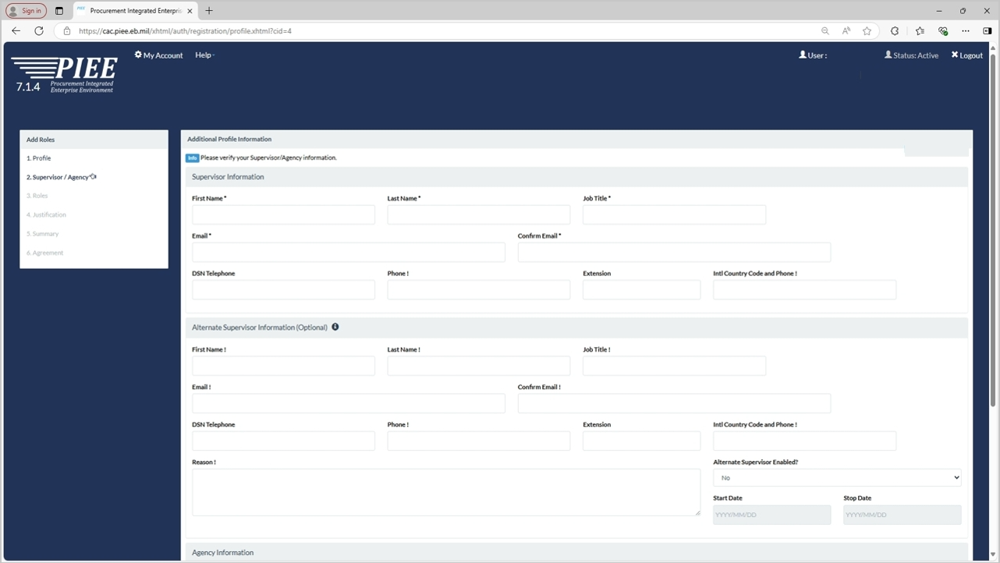 Sign in
Procurement Integrated Enterpris
https://cac.piee.eb.mil/xhtml/auth/registration/profile.xhtml?cid=4
PIEE
7.1.4
Procurement Integrated
Enterprise Environment
My Account
Help
User :
Status: Active
Logout
Add Roles
1. Profile
2. Supervisor / Agency
3. Roles
4. Justification
5. Summary
6. Agreement
Additional Profile Information
Info Please verify your Supervisor/Agency information.
Supervisor Information
First Name * Last Name * Job Title *
Email * Confirm Email *
DSN Telephone Phone ! Extension Intl Country Code and Phone !
Alternate Supervisor Information (Optional)
First Name ! Last Name ! Job Title !
Email ! Confirm Email !
DSN Telephone Phone ! Extension Intl Country Code and Phone !
Reason ! Alternate Supervisor Enabled?
No
Start Date Stop Date
YYYY/MM/DD YYYY/MM/DD
Agency Information